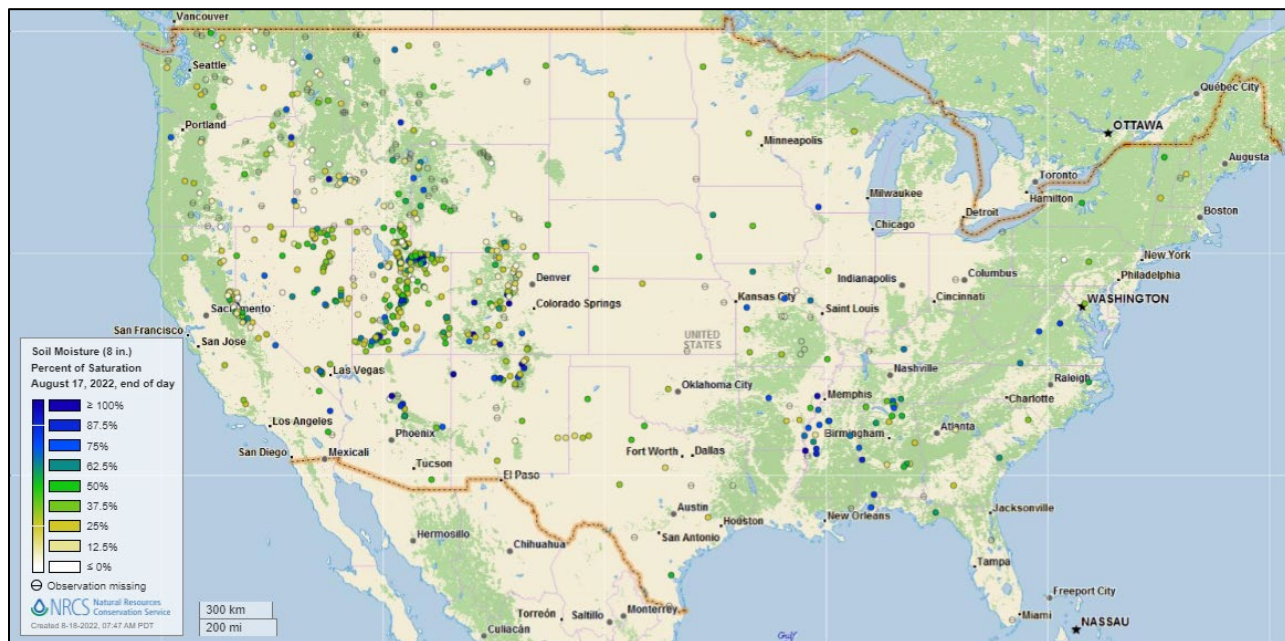 Vancouver
Seattle
Québec City
OTTAWA
Portland
Minneapolis
Augusta
Toronto
Hamilton
Milwaukee
Detroit
Boston
Chicago
New York
Denver
Indianapolis
Columbus
Philadelphia
Sacramento
Colorado Springs
Kansas City
Cincinnati
WASHINGTON
Saint Louis
San Francisco
UNITED
STATES
San Jose
Soil Moisture (8 in.)
Percent of Saturation
August 17, 2022, end of day
Las Vegas
Nashville
Raleigh
Oklahoma City
Memphis
Charlotte
≥ 100%
87.5%
75%
62.5%
50%
37.5%
25%
12.5%
≤ 0%
Observation missing
NRCS Natural Resources
Conservation Service
Created 8-18-2022, 07:47 AM PDT
Los Angeles
Phoenix
Birmingham
Atlanta
San Diego
Mexicali
Fort Worth
Dallas
Tucson
El Paso
Austin
Houston
New Orleans
Jacksonville
Hermosillo
San Antonio
Chihuahua
Tampa
300 km
200 mi
Torreón
Saltillo
Monterrey
Freeport City
Miami
Culiacán
Gulf
NASSAU